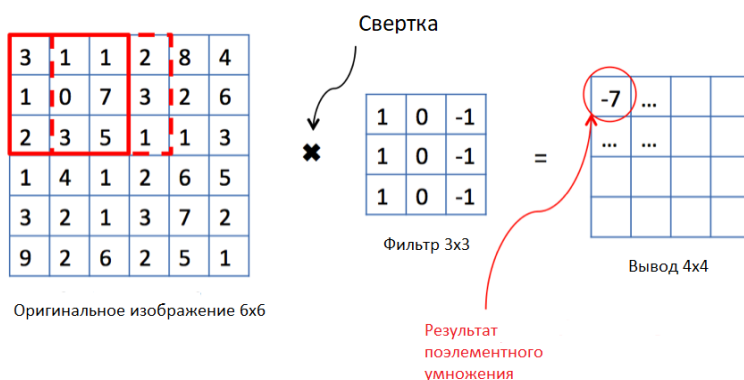 Свертка
3 1 1 2 8 4
1 0 7 3 2 6
2 3 5 1 1 3
1 4 1 2 6 5
3 2 1 3 7 2
9 2 6 2 5 1
Оригинальное изображение 6x6
1 0 -1
1 0 -1
1 0 -1
Фильтр 3x3
=
-7 ...
... ...
Вывод 4x4
Результат
поэлементного
умножения